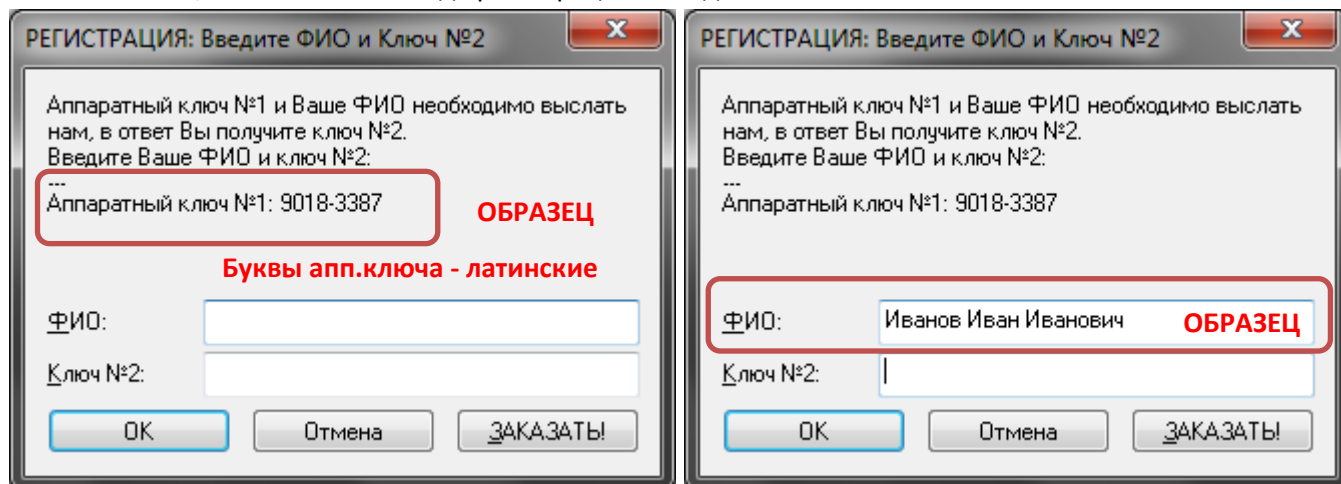 РЕГИСТРАЦИЯ: Введите ФИО и Ключ №2
Аппаратный ключ №1 и Ваше ФИО необходимо выслать
нам, в ответ Вы получите ключ №2.
Введите Ваше ФИО и ключ №2:
---
Аппаратный ключ №1: 9018-3387
ОБРАЗЕЦ
Буквы апп.ключа - латинские
ФИО:
Ключ №2:
OK
Отмена
ЗАКАЗАТЬ!
РЕГИСТРАЦИЯ: Введите ФИО и Ключ №2
Аппаратный ключ №1 и Ваше ФИО необходимо выслать
нам, в ответ Вы получите ключ №2.
Введите Ваше ФИО и ключ №2:
---
Аппаратный ключ №1: 9018-3387
ФИО: Иванов Иван Иванович ОБРАЗЕЦ
Ключ №2:
OK
Отмена
ЗАКАЗАТЬ!